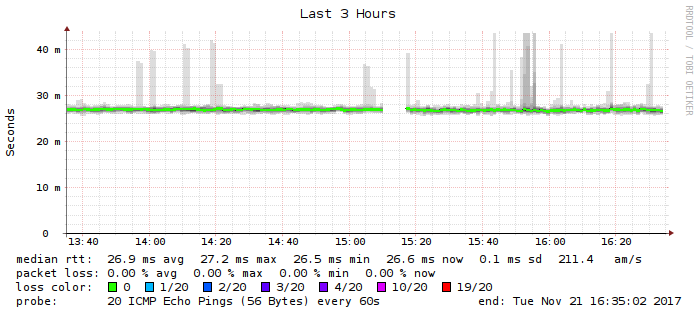 Last 3 Hours
RRDTOOL / TOBI OETIKER
Seconds
40 m
30 m
20 m
10 m
0
13:40 14:00 14:20 14:40 15:00 15:20 15:40 16:00 16:20
median rtt: 26.9 ms avg 27.2 ms max 26.5 ms min 26.6 ms now 0.1 ms sd 211.4 am/s
packet loss: 0.00 % avg 0.00 % max 0.00 % min 0.00 % now
loss color: 0 1/20 2/20 3/20 4/20 10/20 19/20
probe: 20 ICMP Echo Pings (56 Bytes) every 60s end: Tue Nov 21 16:35:02 2017